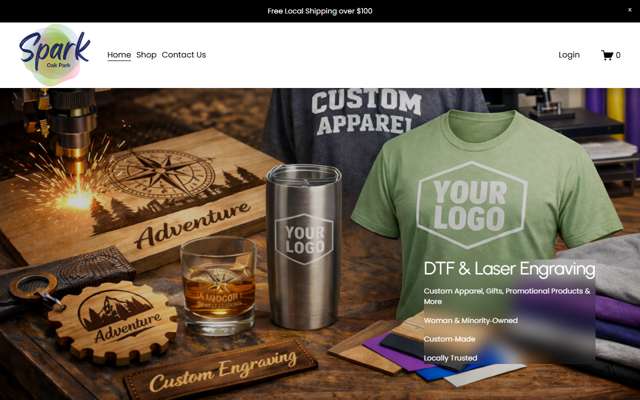 Free Local Shipping over $100
×
Spark
Oak Park
Home Shop Contact Us
Login
0
CUSTOM
APPAREL
YOUR
LOGO
YOUR
LOGO
Adventure
Adventure
Custom Engraving
DTF & Laser Engraving
Custom Apparel, Gifts, Promotional Products &
More
Woman & Minority-Owned
Custom-Made
Locally Trusted